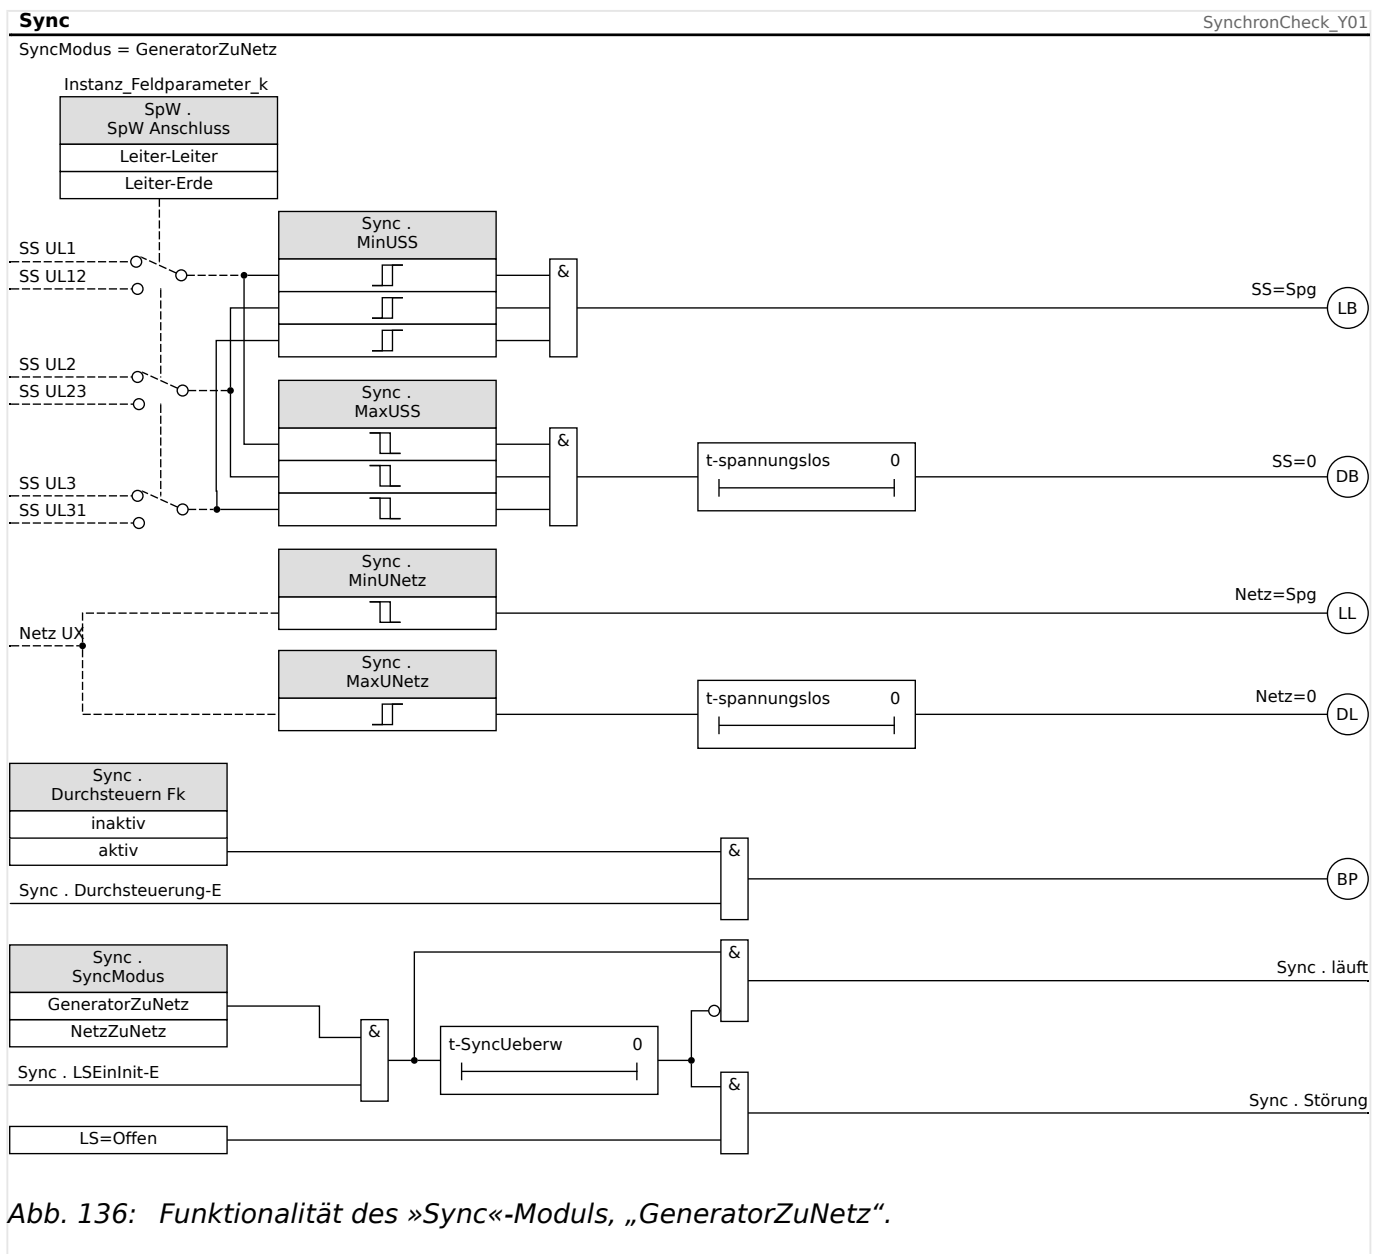 Sync
SynchronCheck_Y01
SyncModus = GeneratorZuNetz
Instanz_Feldparameter_k
SpW .
SpW Anschluss
Leiter-Leiter
Leiter-Erde
Sync .
MinUSS
SS UL1
SS UL12
&
SS=Spg
LB
SS UL2
SS UL23
Sync .
MaxUSS
&
t-spannungslos 0
SS=0
DB
SS UL3
SS UL31
Sync .
MinUNetz
Netz=Spg
LL
Netz UX
Sync .
MaxUNetz
t-spannungslos 0
Netz=0
DL
Sync .
Durchsteuern Fk
inaktiv
aktiv
&
BP
Sync . Durchsteuerung-E
Sync .
SyncModus
GeneratorZuNetz
NetzZuNetz
&
Sync . läuft
&
t-SyncUeberw 0
Sync . LSEinInit-E
&
Sync . Störung
LS=Offen
Abb. 136: Funktionalität des »Sync«-Moduls, „GeneratorZuNetz“.